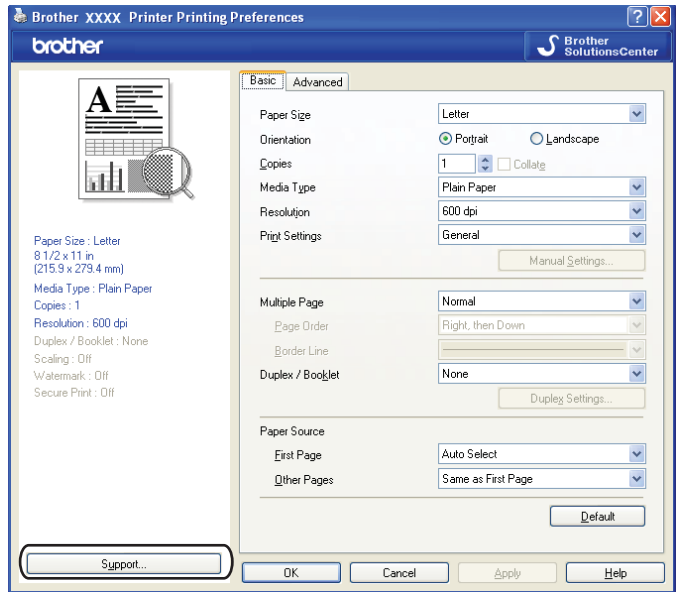 Brother XXXX Printer Printing Preferences
brother
Brother
SolutionsCenter
A
Paper Size : Letter
8 1/2 x 11 in
(215.9 x 279.4 mm)
Media Type : Plain Paper
Copies : 1
Resolution : 600 dpi
Duplex / Booklet : None
Scaling : Off
Watermark : Off
Secure Print : Off
Support...
Basic Advanced
Paper Size Letter
Orientation Portrait Landscape
Copies 1 Collate
Media Type Plain Paper
Resolution 600 dpi
Print Settings General
Manual Settings...
Multiple Page Normal
Page Order Right, then Down
Border Line
Duplex / Booklet None
Duplex Settings...
Paper Source
First Page Auto Select
Other Pages Same as First Page
Default
OK Cancel Apply Help